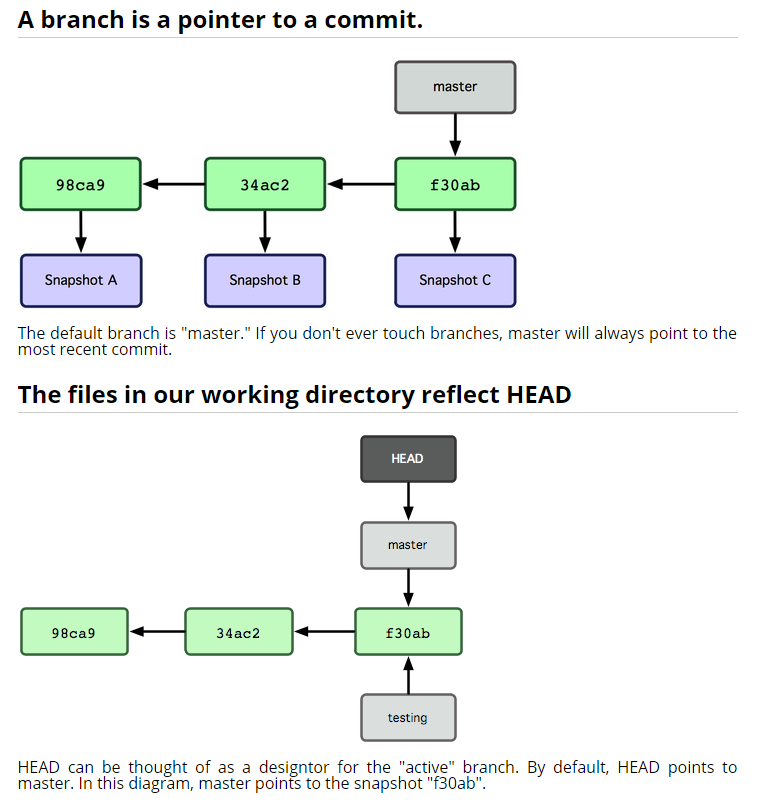 A branch is a pointer to a commit.
master
98ca9
34ac2
f30ab
Snapshot A
Snapshot B
Snapshot C
The default branch is "master." If you don't ever touch branches, master will always point to the
most recent commit.
The files in our working directory reflect HEAD
HEAD
master
98ca9
34ac2
f30ab
testing
HEAD can be thought of as a designtor for the "active" branch. By default, HEAD points to
master. In this diagram, master points to the snapshot "f30ab".